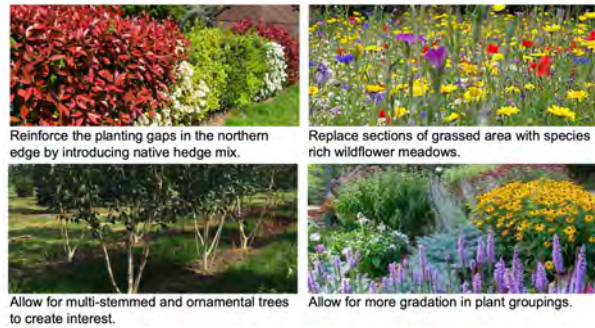 Reinforce the planting gaps in the northern
edge by introducing native hedge mix.
Replace sections of grassed area with species
rich wildflower meadows.
Allow for multi-stemmed and ornamental trees
to create interest.
Allow for more gradation in plant groupings.